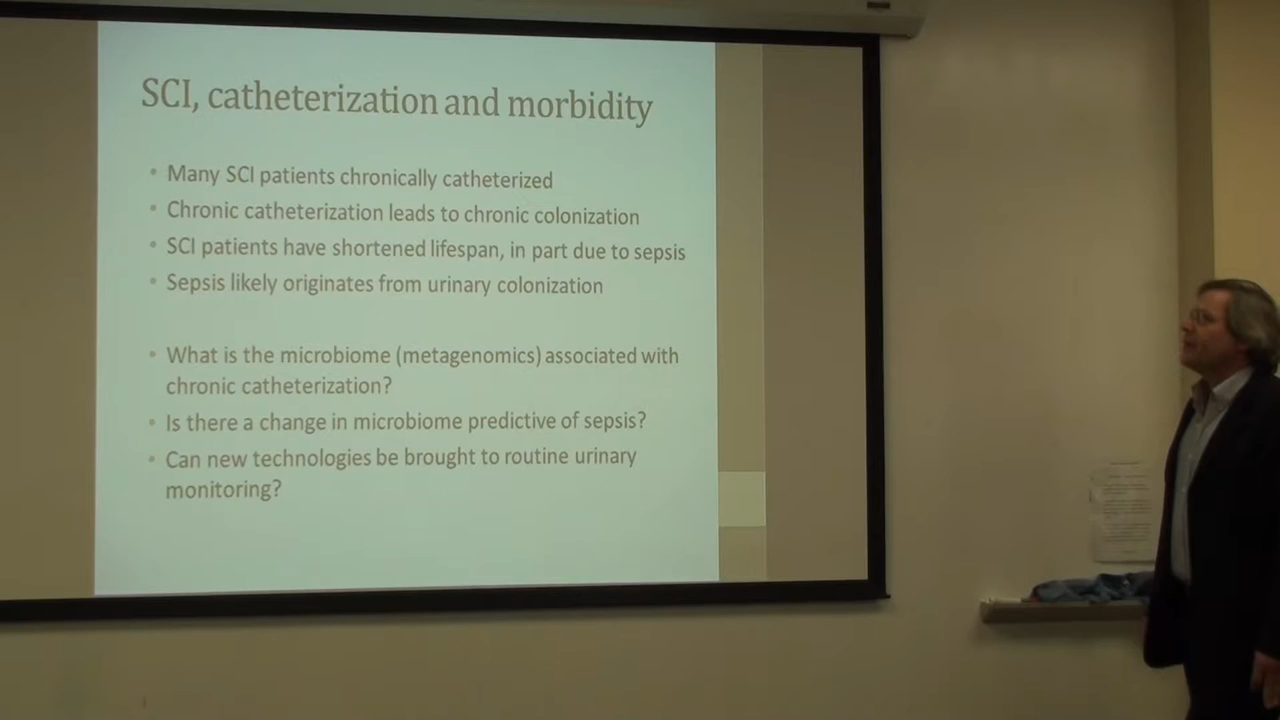 SCI, catheterization and morbidity
• Many SCI patients chronically catheterized
• Chronic catheterization leads to chronic colonization
• SCI patients have shortened lifespan, in part due to sepsis
• Sepsis likely originates from urinary colonization
• What is the microbiome (metagenomics) associated with
chronic catheterization?
• Is there a change in microbiome predictive of sepsis?
• Can new technologies be brought to routine urinary
monitoring?